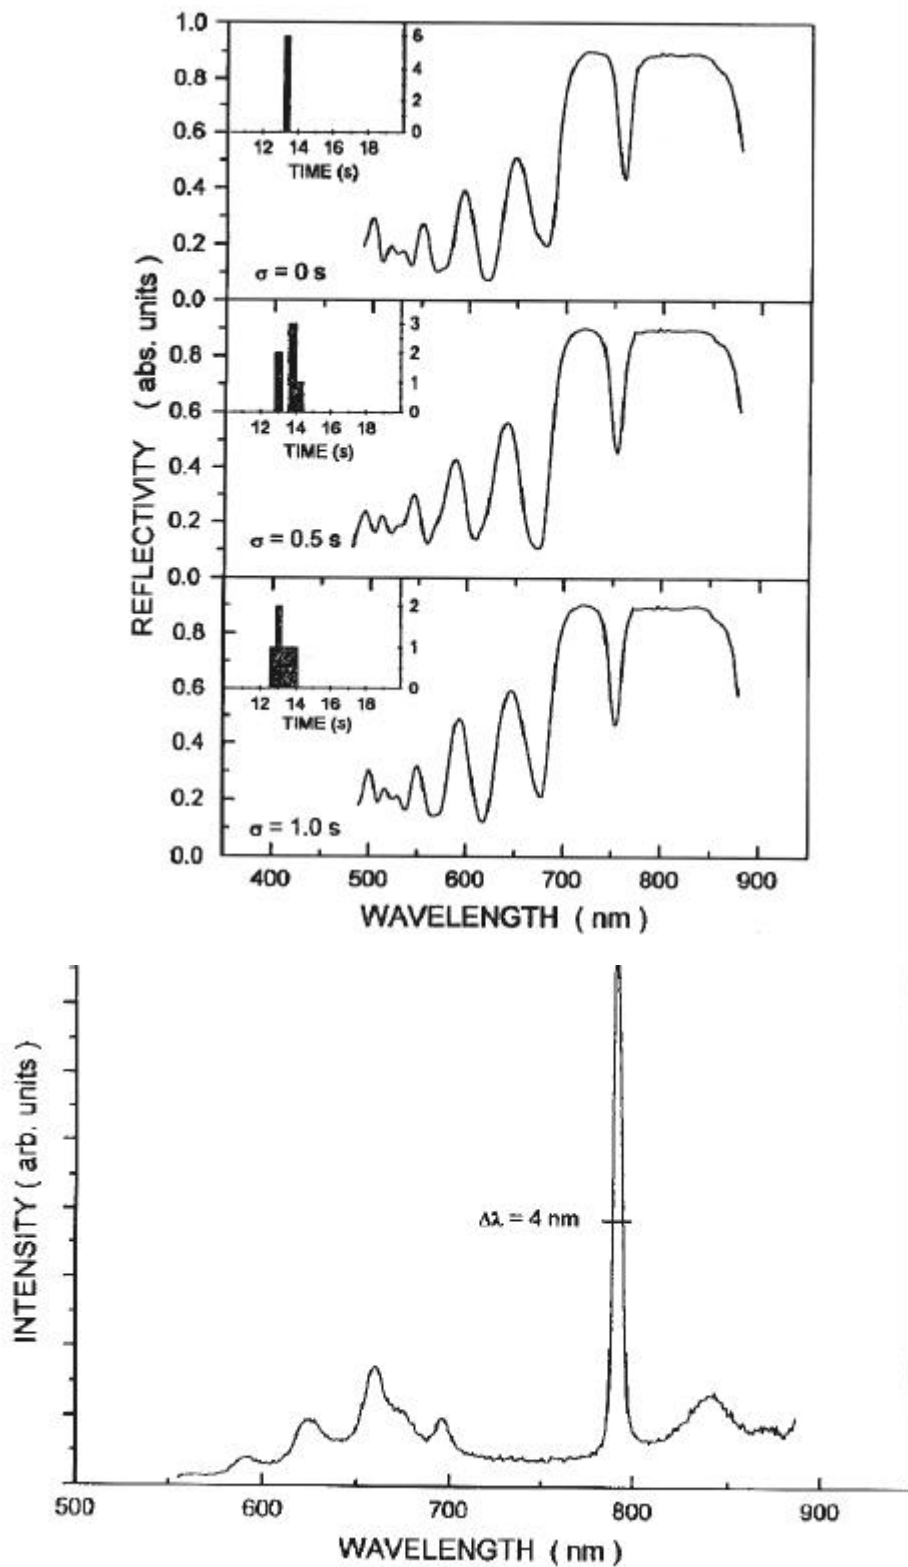 1.0
0.8
0.6
0.4
0.2
0.0
6
4
2
0
12 14 16 18
TIME (s)
σ = 0 s
0.8
0.6
0.4
0.2
0.0
3
2
1
0
12 14 16 18
TIME (s)
σ = 0.5 s
0.8
0.6
0.4
0.2
0.0
2
1
0
12 14 16 18
TIME (s)
σ = 1.0 s
REFLECTIVITY ( abs. units )
400 500 600 700 800 900
WAVELENGTH ( nm )
INTENSITY ( arb. units )
Δλ = 4 nm
500 600 700 800 900
WAVELENGTH ( nm )